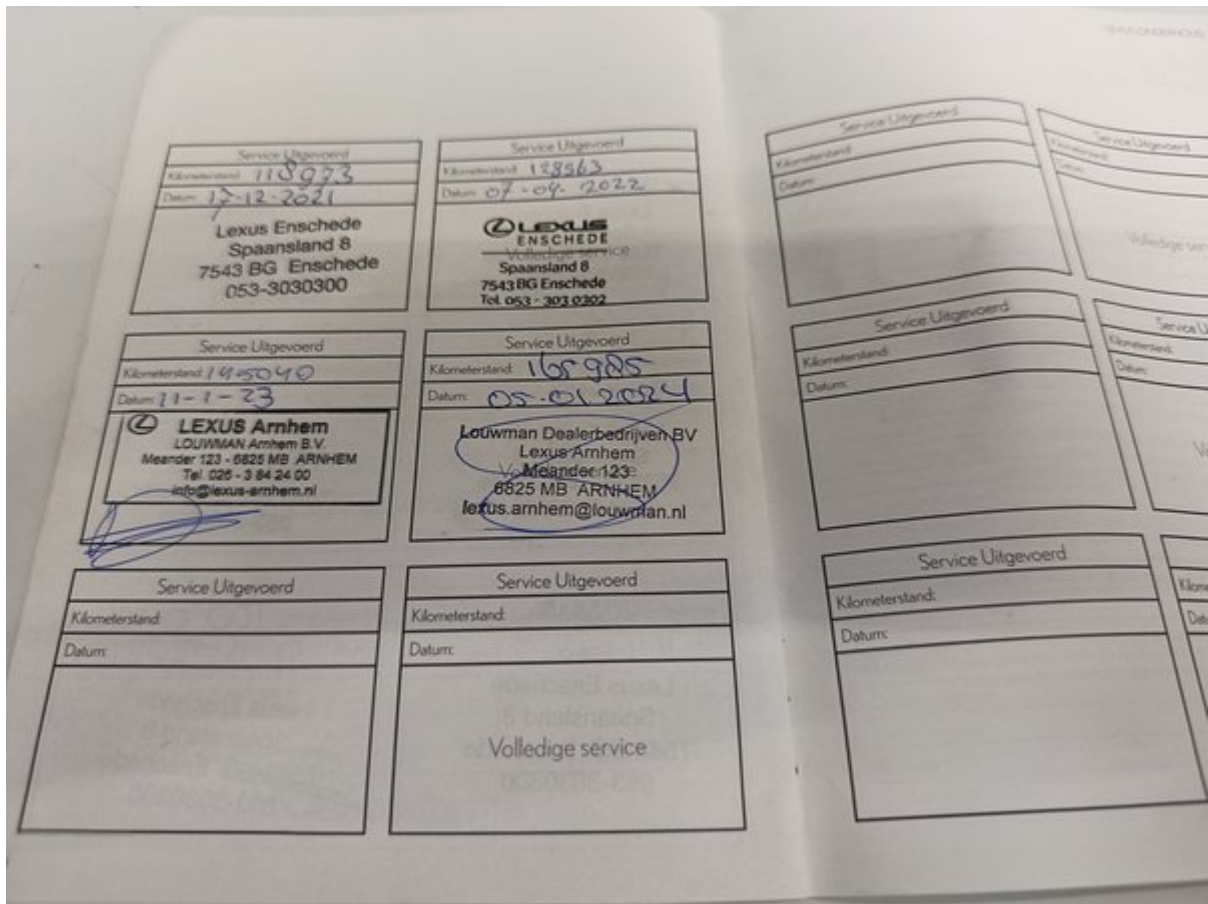 Service Uitgevoerd
Kilometerstand: 118973
Datum: 17-12-2021
Lexus Enschede
Spaansland 8
7543 BG Enschede
053-3030300
Service Uitgevoerd
Kilometerstand: 128563
Datum: 07-04-2022
LEXUS
ENSCHEDE
Volledige service
Spaansland 8
7543 BG Enschede
Tel. 053 - 303 0302
Service Uitgevoerd
Kilometerstand: 145040
Datum: 11-1-23
LEXUS Arnhem
LOUWMAN Arnhem B.V.
Meander 123 - 6825 MB ARNHEM
Tel. 026 - 3 84 24 00
info@lexus-arnhem.nl
Service Uitgevoerd
Kilometerstand: 165985
Datum: 05-01-2024
Louwman Dealerbedrijven BV
Lexus Arnhem
Meander 123
6825 MB ARNHEM
lexus.arnhem@louwman.nl
Service Uitgevoerd
Kilometerstand:
Datum:
Service Uitgevoerd
Kilometerstand:
Datum:
Volledige service
Service Uitgevoerd
Kilometerstand:
Datum:
Service Uitgevoerd
Kilometerstand:
Datum:
Volledige ser
Service Uitgevoerd
Kilometerstand:
Datum:
Service U
Kilometerstand:
Datum:
Service Uitgevoerd
Kilometerstand:
Datum: